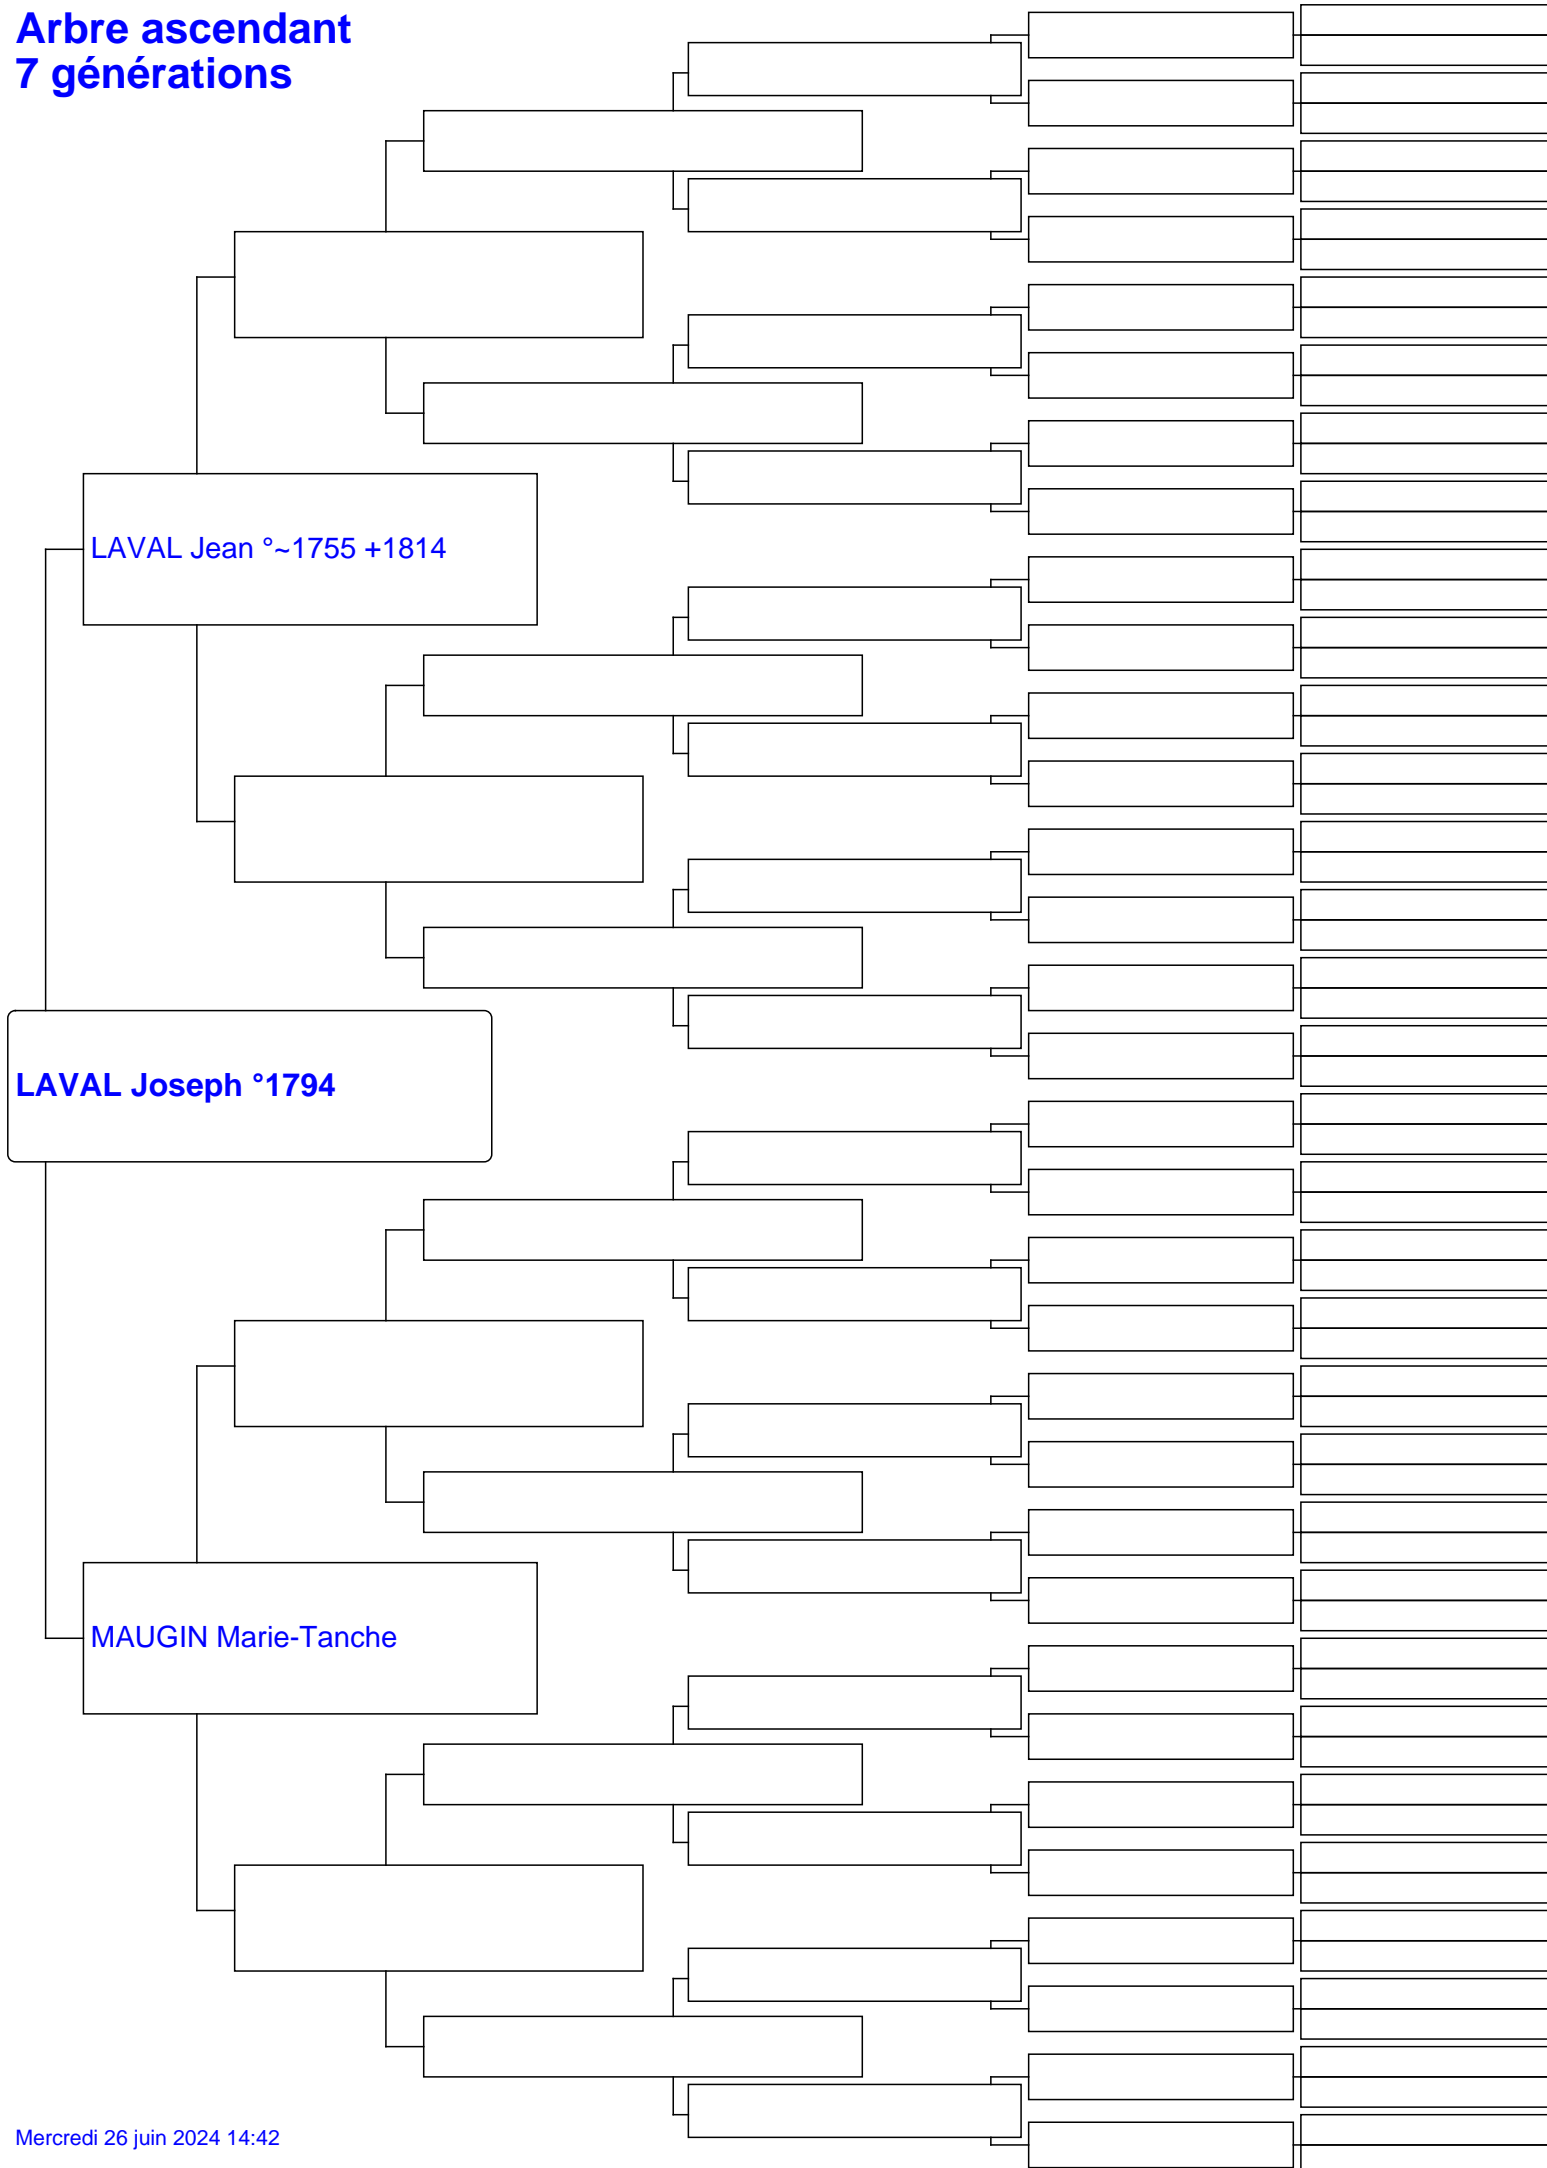 Arbre ascendant
7 générations
LAVAL Jean °~1755 +1814
LAVAL Joseph °1794
MAUGIN Marie-Tanche
Mercredi 26 juin 2024 14:42